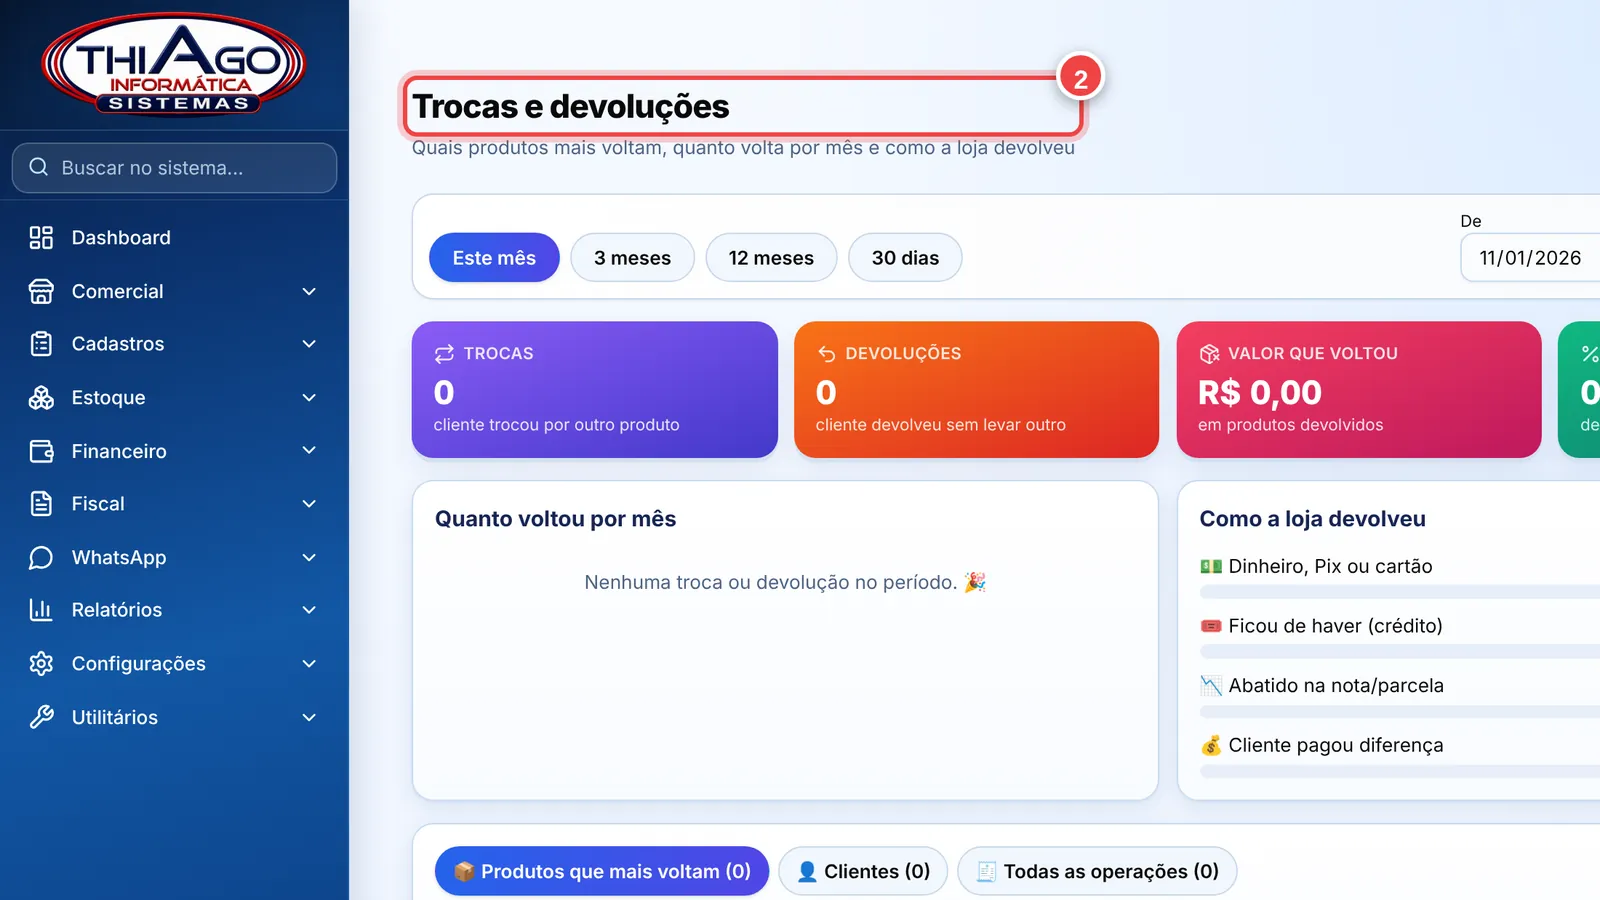 THIAGO
INFORMÁTICA
SISTEMAS
Buscar no sistema...
Dashboard
Comercial
Cadastros
Estoque
Financeiro
Fiscal
WhatsApp
Relatórios
Configurações
Utilitários
2
Trocas e devoluções
Quais produtos mais voltam, quanto volta por mês e como a loja devolveu
De
Este mês
3 meses
12 meses
30 dias
11/01/2026
TROCAS
0
cliente trocou por outro produto
DEVOLUÇÕES
0
cliente devolveu sem levar outro
VALOR QUE VOLTOU
R$ 0,00
em produtos devolvidos
%
0
de
Quanto voltou por mês
Nenhuma troca ou devolução no período. 🎉
Como a loja devolveu
💵 Dinheiro, Pix ou cartão
🎟️ Ficou de haver (crédito)
📉 Abatido na nota/parcela
💰 Cliente pagou diferença
📦 Produtos que mais voltam (0)
👤 Clientes (0)
🧾 Todas as operações (0)